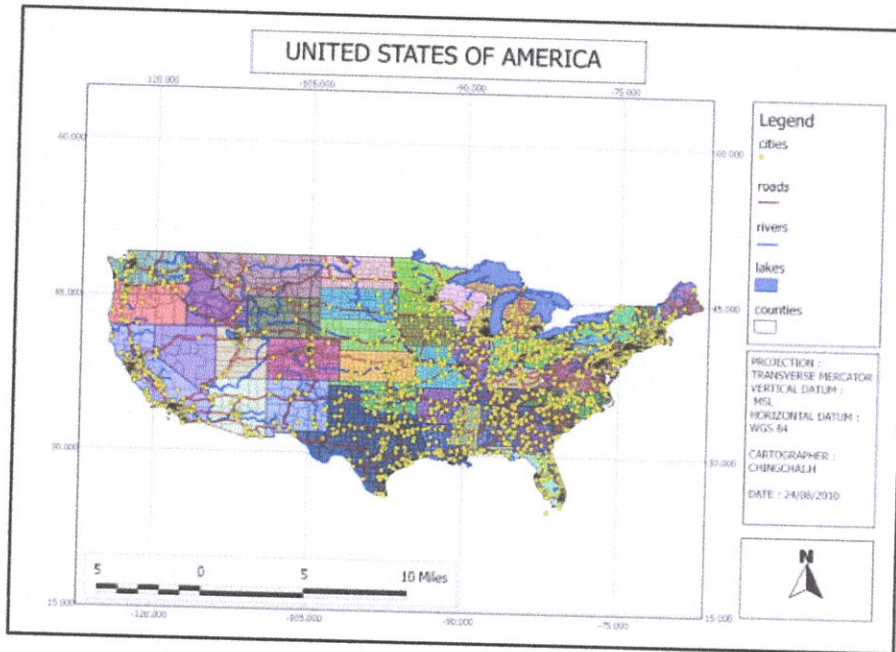 UNITED STATES OF AMERICA
-120.000 -105.000 -90.000 -75.000
60.000
60.000
45.000
45.000
30.000
30.000
15.000
15.000
-120.000 -105.000 -90.000 -75.000
5 0 5 10 Miles
Legend
cities
roads
rivers
lakes
counties
PROJECTION :
TRANSVERSE MERCATOR
VERTICAL DATUM :
MSL
HORIZONTAL DATUM :
WGS 84
CARTOGRAPHER :
CHINGCHAI.H
DATE : 24/08/2010
N